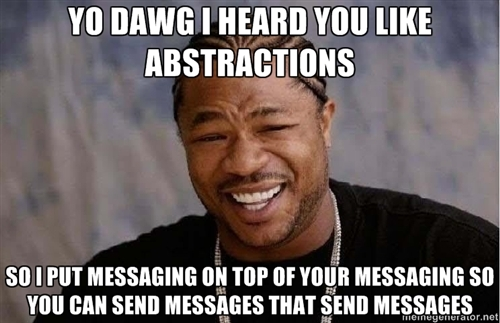 YO DAWG I HEARD YOU LIKE
ABSTRACTIONS
SO I PUT MESSAGING ON TOP OF YOUR MESSAGING SO
YOU CAN SEND MESSAGES THAT SEND MESSAGES
memegenerator.net